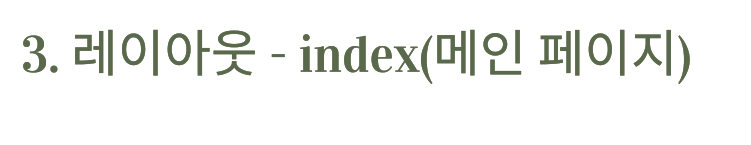 3. 레이아웃 - index(메인 페이지)